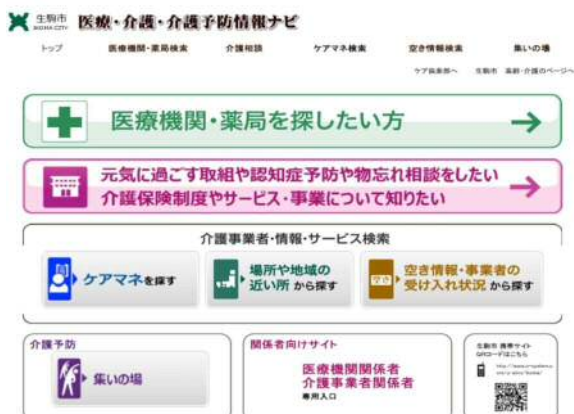 生駒市
IKOMA CITY
医療・介護・介護予防情報ナビ
トップ
医療機関・薬局検索
介護相談
ケアマネ検索
空き情報検索
集いの場
ケア倶楽部へ
生駒市 高齢・介護のページへ
医療機関・薬局を探したい方
元気に過ごす取組や認知症予防や物忘れ相談をしたい
介護保険制度やサービス・事業について知りたい
介護事業者・情報・サービス検索
ケアマネを探す
場所や地域の
近い所 から探す
空き
空き情報・事業者の
受け入れ状況 から探す
介護予防
集いの場
関係者向けサイト
医療機関関係者
介護事業者関係者
専用入口
生駒市 携帯サイト
QRコードはこちら